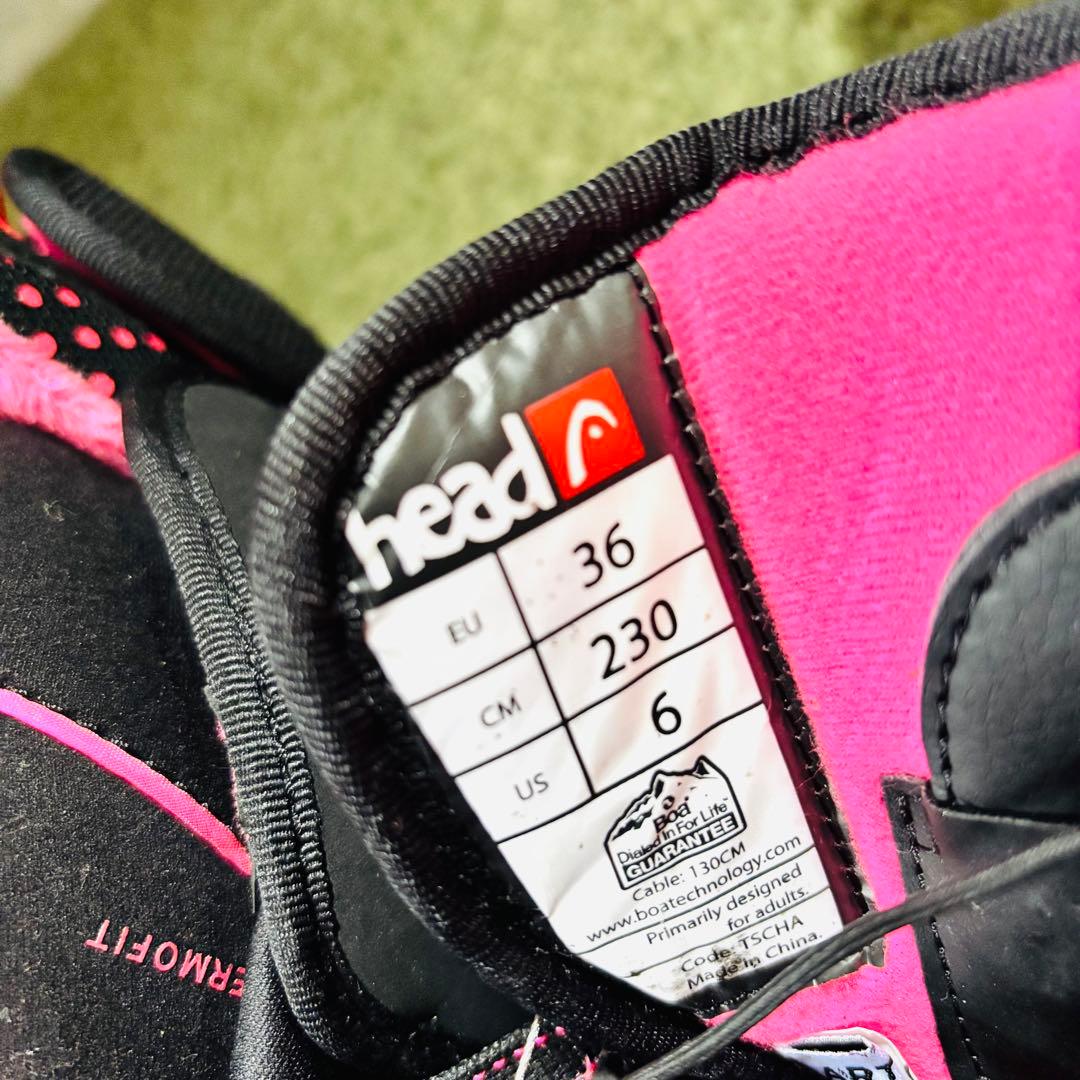 head
EU 36
CM 230
US 6
Boa
Dialed In For Life
GUARANTEE
Cable: 130CM
www.boatechnology.com
Primarily designed
for adults.
Code: TSCHA
Made in China.
ERMOFIT
ART